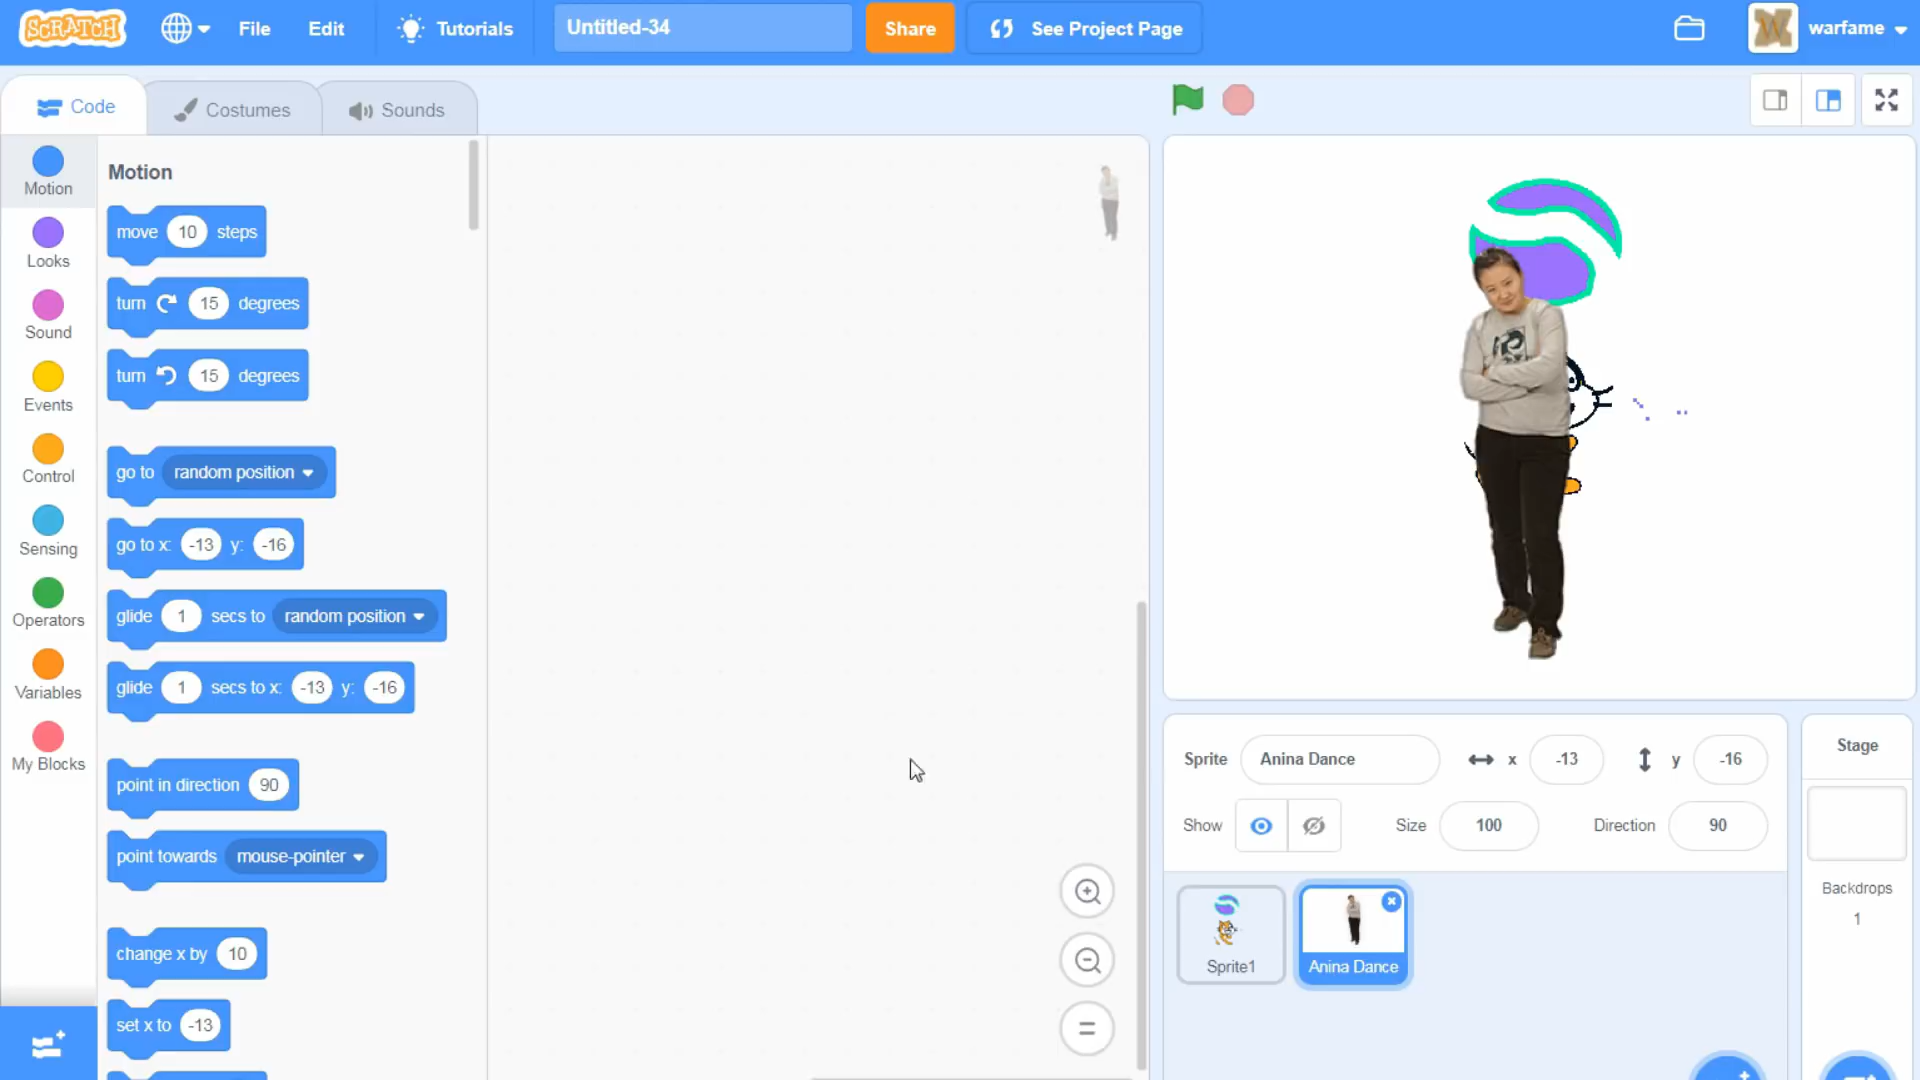 SCRATCH
File
Edit
Tutorials
Untitled-34
Share
See Project Page
warfame
Code
Costumes
Sounds
Motion
Looks
Sound
Events
Control
Sensing
Operators
Variables
My Blocks
Motion
move 10 steps
turn 15 degrees
turn 15 degrees
go to random position
go to x: -13 y: -16
glide 1 secs to random position
glide 1 secs to x: -13 y: -16
point in direction 90
point towards mouse-pointer
change x by 10
set x to -13
Sprite Anina Dance x -13 y -16
Show Size 100 Direction 90
Sprite1
Anina Dance
Stage
Backdrops
1